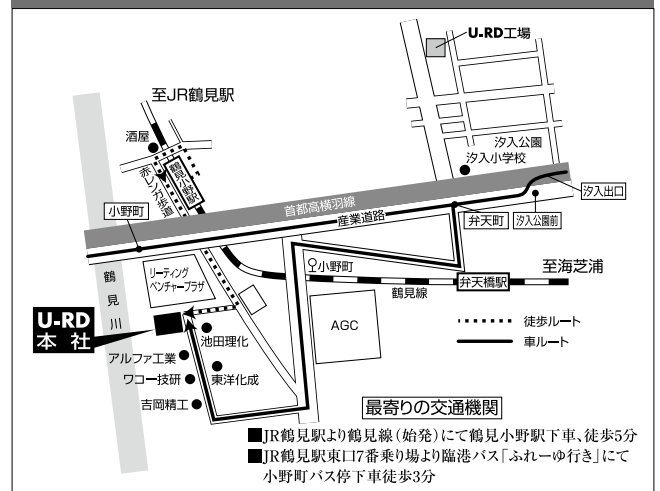 U-RD工場
至JR鶴見駅
酒屋
赤レンガ歩道
鶴見小野駅
汐入公園
汐入小学校
首都高横羽線
汐入出口
小野町
産業道路
弁天町
汐入公園前
鶴見川
リーディング
ベンチャープラザ
小野町
至海芝浦
弁天橋駅
鶴見線
U-RD
本社
AGC
徒歩ルート
車ルート
池田理化
アルファ工業
東洋化成
ワコー技研
吉岡精工
最寄りの交通機関
■JR鶴見駅より鶴見線(始発)にて鶴見小野駅下車、徒歩5分
■JR鶴見駅東口7番乗り場より臨港バス「ふれーゆ行き」にて
小野町バス停下車徒歩3分